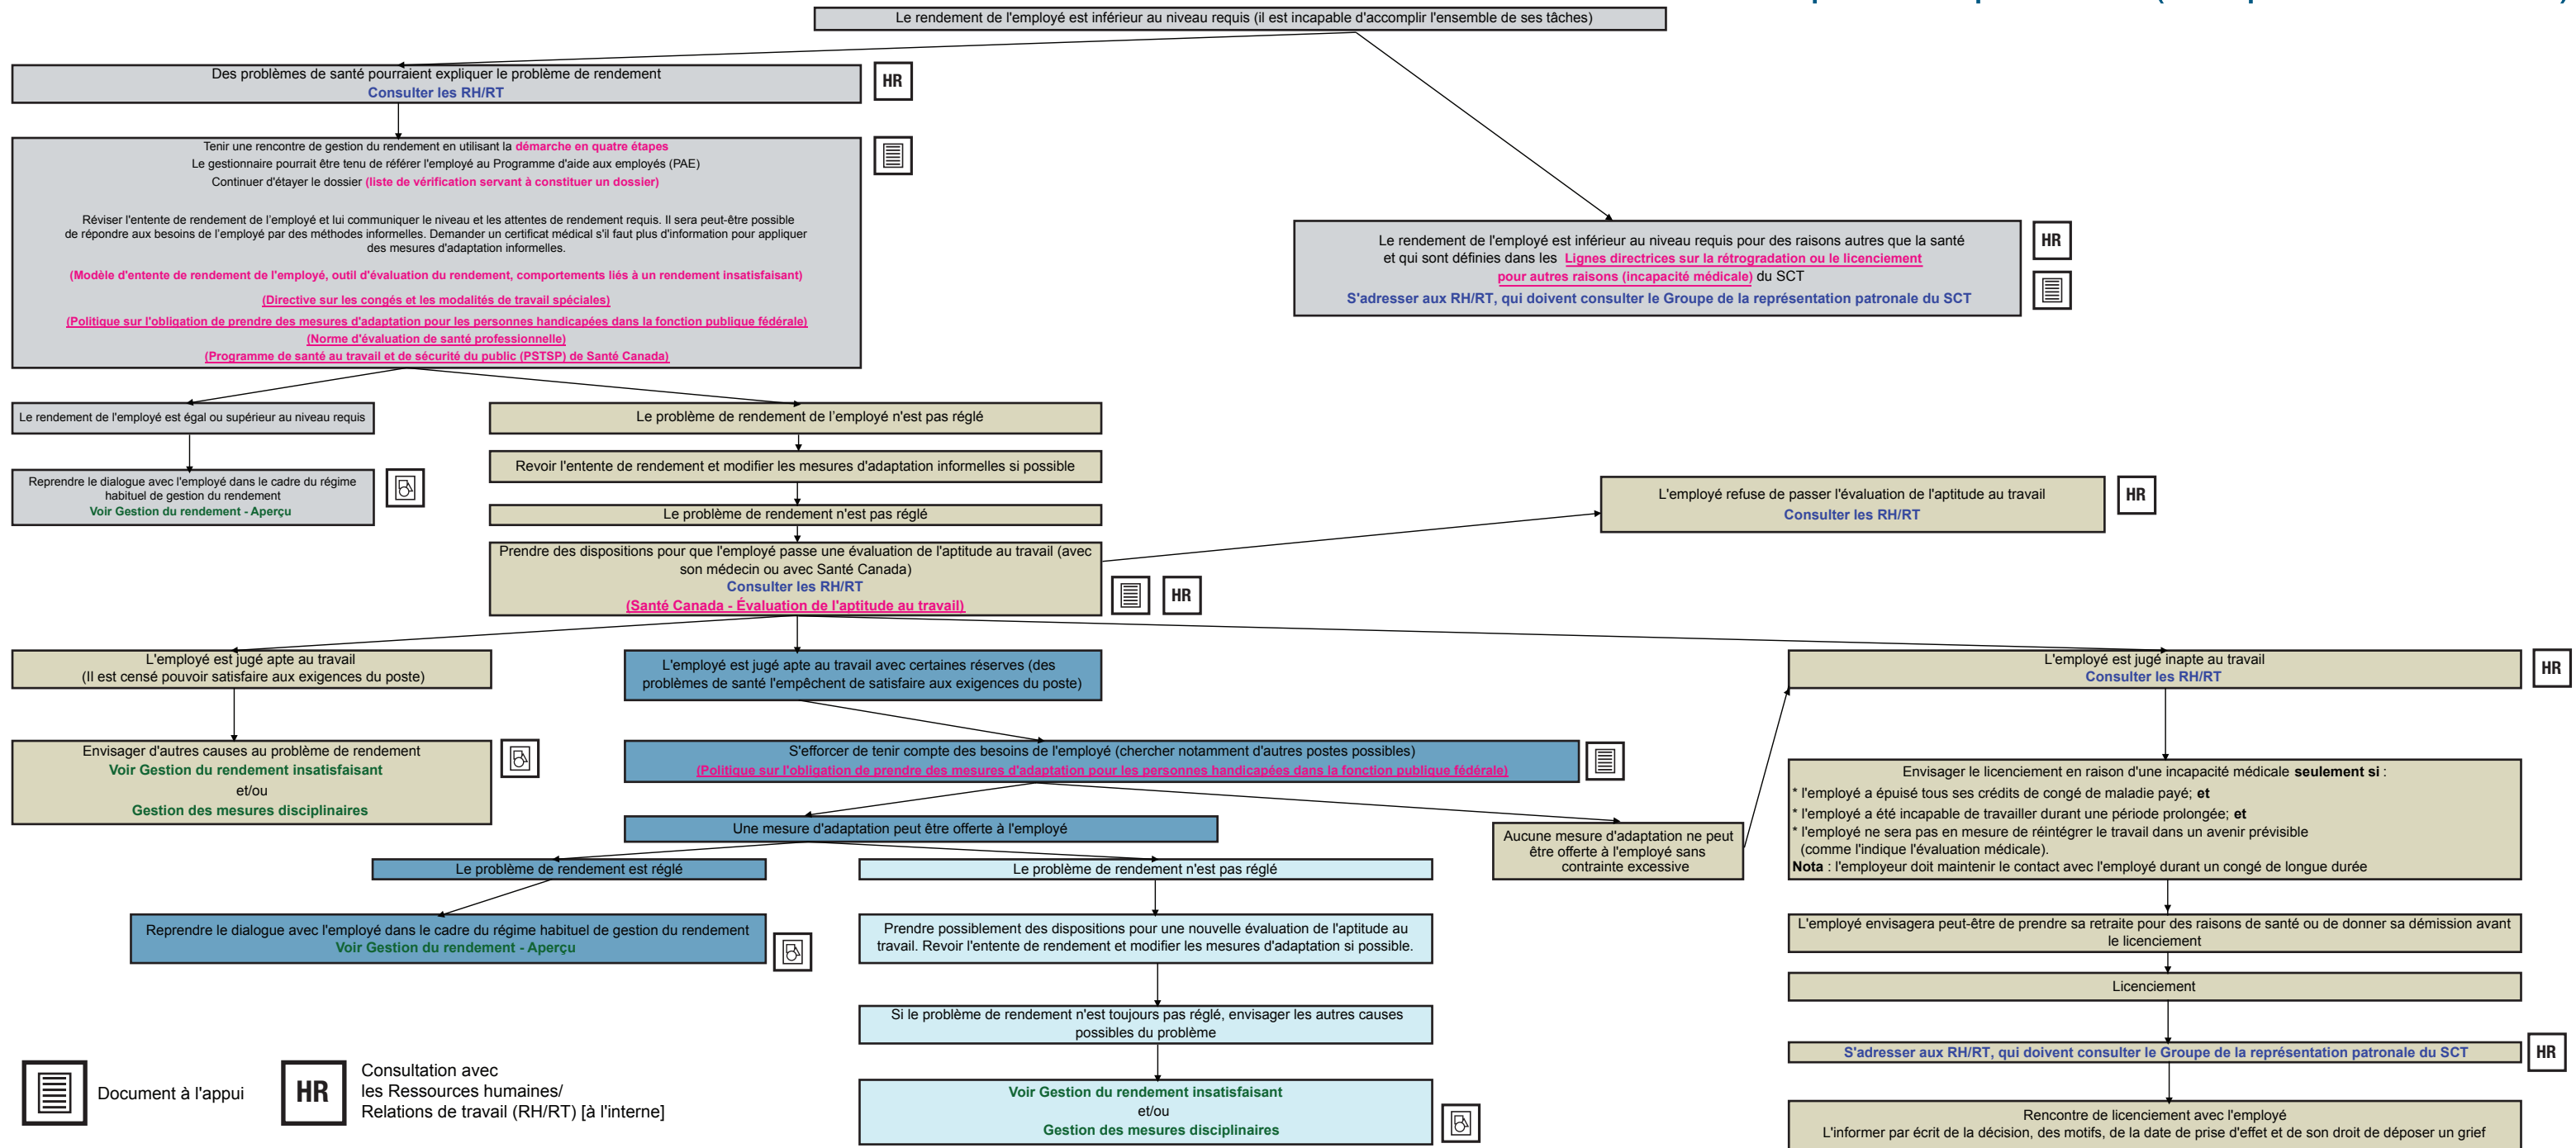 Le rendement de l'employé est inférieur au niveau requis (il est incapable d'accomplir l'ensemble de ses tâches)
Des problèmes de santé pourraient expliquer le problème de rendement
Consulter les RH/RT
HR
Tenir une rencontre de gestion du rendement en utilisant la démarche en quatre étapes
Le gestionnaire pourrait être tenu de référer l'employé au Programme d'aide aux employés (PAE)
Continuer d'étayer le dossier (liste de vérification servant à constituer un dossier)
Réviser l'entente de rendement de l'employé et lui communiquer le niveau et les attentes de rendement requis. Il sera peut-être possible
de répondre aux besoins de l'employé par des méthodes informelles. Demander un certificat médical s'il faut plus d'information pour appliquer
des mesures d'adaptation informelles.
(Modèle d'entente de rendement de l'employé, outil d'évaluation du rendement, comportements liés à un rendement insatisfaisant)
(Directive sur les congés et les modalités de travail spéciales)
(Politique sur l'obligation de prendre des mesures d'adaptation pour les personnes handicapées dans la fonction publique fédérale)
(Norme d'évaluation de santé professionnelle)
(Programme de santé au travail et de sécurité du public (PSTSP) de Santé Canada)
Le rendement de l'employé est inférieur au niveau requis pour des raisons autres que la santé
et qui sont définies dans les Lignes directrices sur la rétrogradation ou le licenciement
pour autres raisons (incapacité médicale) du SCT
S'adresser aux RH/RT, qui doivent consulter le Groupe de la représentation patronale du SCT
HR
Le rendement de l'employé est égal ou supérieur au niveau requis
Reprendre le dialogue avec l'employé dans le cadre du régime
habituel de gestion du rendement
Voir Gestion du rendement - Aperçu
Le problème de rendement de l'employé n'est pas réglé
Revoir l'entente de rendement et modifier les mesures d'adaptation informelles si possible
Le problème de rendement n'est pas réglé
Prendre des dispositions pour que l'employé passe une évaluation de l'aptitude au travail (avec
son médecin ou avec Santé Canada)
Consulter les RH/RT
(Santé Canada - Évaluation de l'aptitude au travail)
HR
L'employé refuse de passer l'évaluation de l'aptitude au travail
Consulter les RH/RT
HR
L'employé est jugé apte au travail
(Il est censé pouvoir satisfaire aux exigences du poste)
Envisager d'autres causes au problème de rendement
Voir Gestion du rendement insatisfaisant
et/ou
Gestion des mesures disciplinaires
L'employé est jugé apte au travail avec certaines réserves (des
problèmes de santé l'empêchent de satisfaire aux exigences du poste)
S'efforcer de tenir compte des besoins de l'employé (chercher notamment d'autres postes possibles)
(Politique sur l'obligation de prendre des mesures d'adaptation pour les personnes handicapées dans la fonction publique fédérale)
Une mesure d'adaptation peut être offerte à l'employé
Aucune mesure d'adaptation ne peut
être offerte à l'employé sans
contrainte excessive
Le problème de rendement est réglé
Reprendre le dialogue avec l'employé dans le cadre du régime habituel de gestion du rendement
Voir Gestion du rendement - Aperçu
Le problème de rendement n'est pas réglé
Prendre possiblement des dispositions pour une nouvelle évaluation de l'aptitude au
travail. Revoir l'entente de rendement et modifier les mesures d'adaptation si possible.
Si le problème de rendement n'est toujours pas réglé, envisager les autres causes
possibles du problème
Voir Gestion du rendement insatisfaisant
et/ou
Gestion des mesures disciplinaires
L'employé est jugé inapte au travail
Consulter les RH/RT
HR
Envisager le licenciement en raison d'une incapacité médicale seulement si :
* l'employé a épuisé tous ses crédits de congé de maladie payé; et
* l'employé a été incapable de travailler durant une période prolongée; et
* l'employé ne sera pas en mesure de réintégrer le travail dans un avenir prévisible
(comme l'indique l'évaluation médicale).
Nota : l'employeur doit maintenir le contact avec l'employé durant un congé de longue durée
L'employé envisagera peut-être de prendre sa retraite pour des raisons de santé ou de donner sa démission avant
le licenciement
Licenciement
S'adresser aux RH/RT, qui doivent consulter le Groupe de la représentation patronale du SCT
HR
Rencontre de licenciement avec l'employé
L'informer par écrit de la décision, des motifs, de la date de prise d'effet et de son droit de déposer un grief
Document à l'appui
HR
Consultation avec
les Ressources humaines/
Relations de travail (RH/RT) [à l'interne]